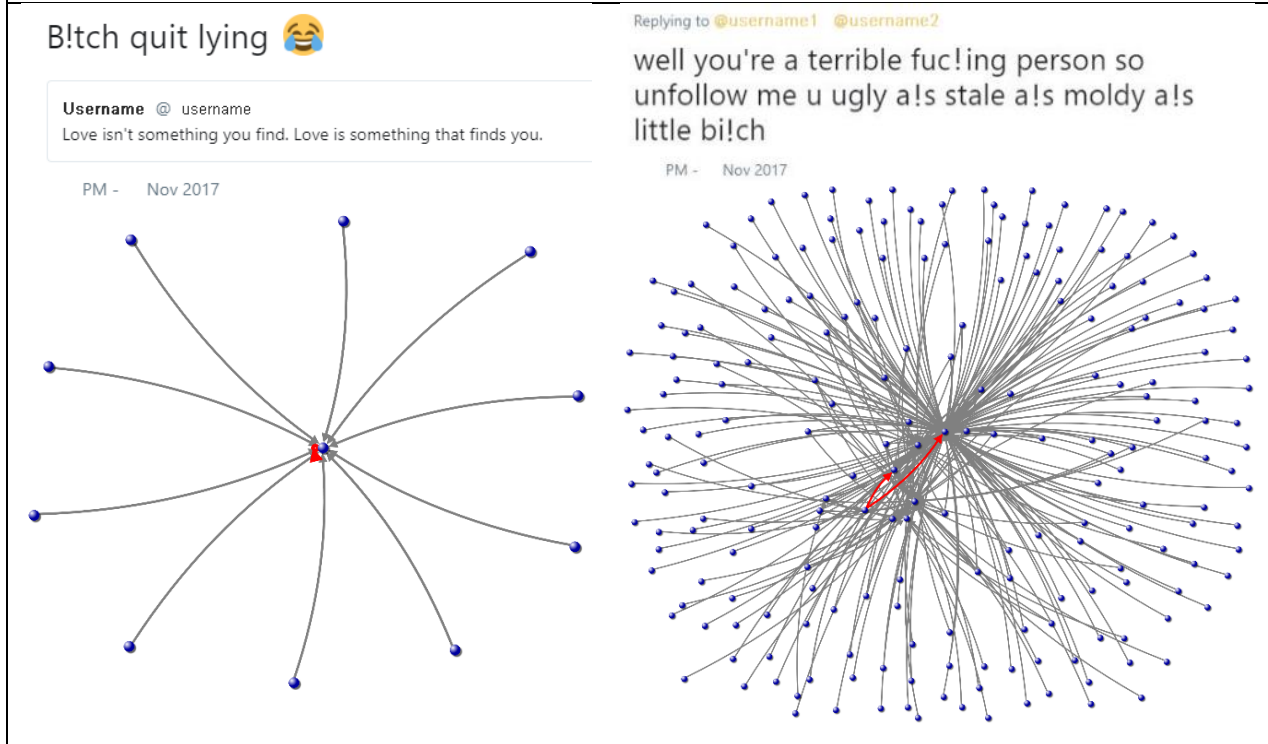 B!tch quit lying 😂
Username @ username
Love isn't something you find. Love is something that finds you.
PM - Nov 2017
Replying to @username1 @username2
well you're a terrible fuc!ing person so
unfollow me u ugly a!s stale a!s moldy a!s
little bi!ch
PM - Nov 2017